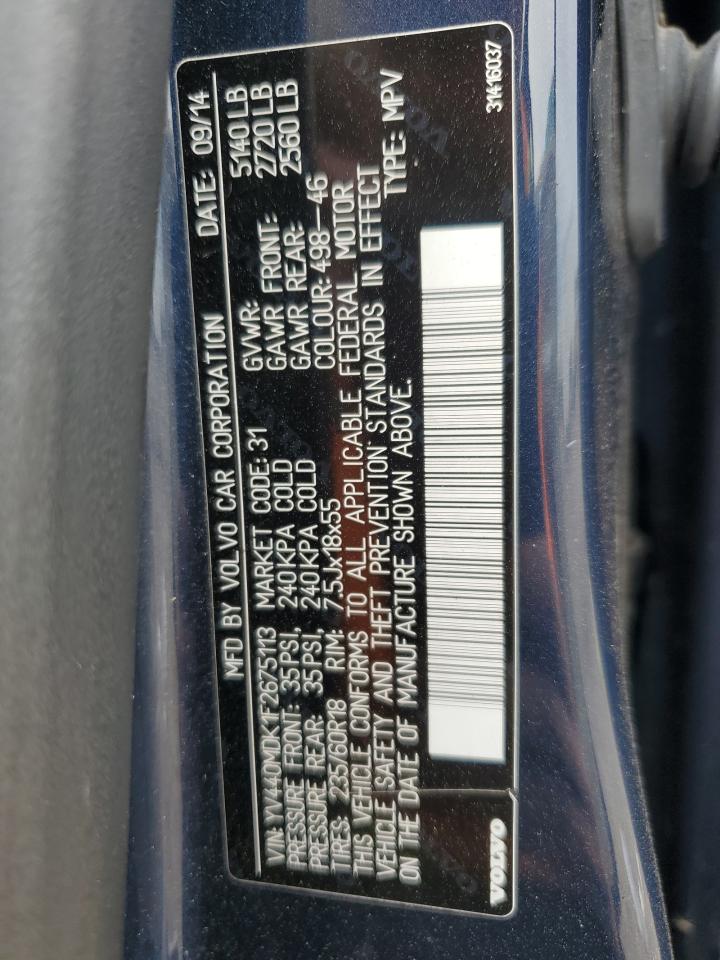 MFD BY VOLVO CAR CORPORATION DATE: 09/14
VIN: YV440MDK1F2675113 MARKET CODE: 31 GVWR: 5140 LB
PRESSURE FRONT: 35 PSI, 240 KPA COLD GAWR FRONT: 2720 LB
PRESSURE REAR: 35 PSI, 240 KPA COLD GAWR REAR: 2560 LB
TIRES: 235/60R18 RIM: 7.5Jx18x55 COLOUR: 498-46
THIS VEHICLE CONFORMS TO ALL APPLICABLE FEDERAL MOTOR
VEHICLE SAFETY AND THEFT PREVENTION STANDARDS IN EFFECT
ON THE DATE OF MANUFACTURE SHOWN ABOVE. TYPE: MPV
VOLVO 31416037